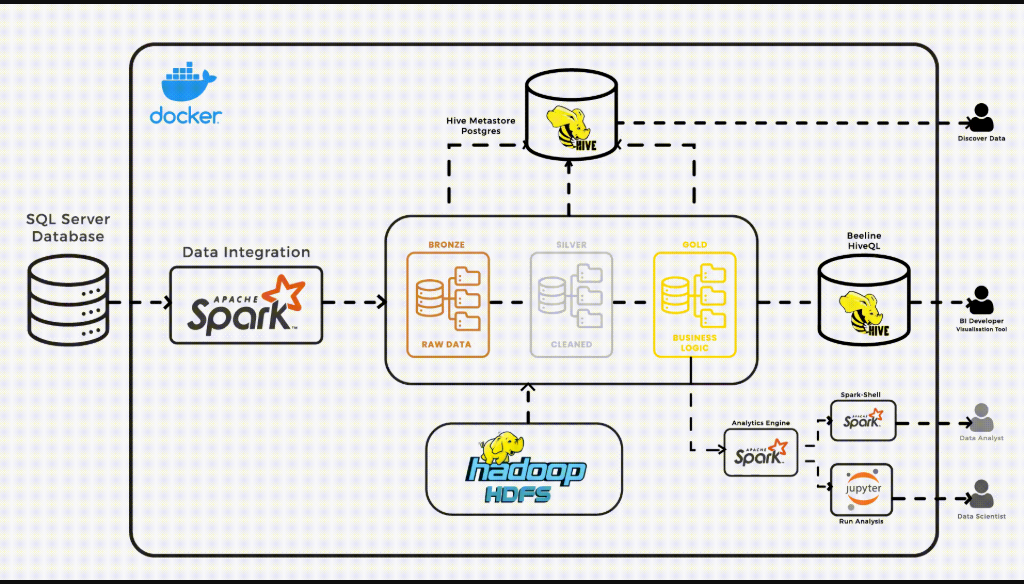 docker
Hive Metastore
Postgres
HIVE
Discover Data
SQL Server
Database
Data Integration
APACHE
Spark™
BRONZE
RAW DATA
SILVER
CLEANED
GOLD
BUSINESS
LOGIC
Beeline
HiveQL
HIVE
BI Developer
Visualisation Tool
hadoop
HDFS
Analytics Engine
APACHE
Spark
Spark-Shell
APACHE
Spark
Data Analyst
jupyter
Run Analysis
Data Scientist